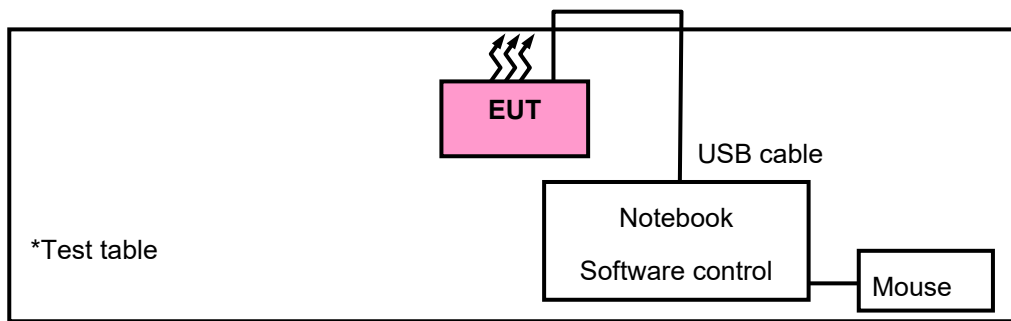 EUT
USB cable
Notebook
*Test table
Software control
Mouse